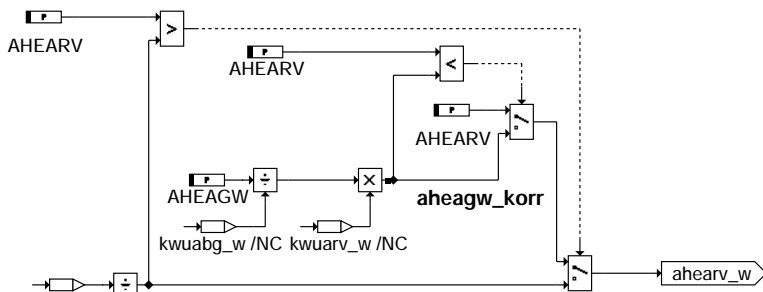 P
AHEARV
>
P
AHEARV
<
P
AHEARV
P
AHEAGW
÷
×
aheagw_korr
kwuabg_w /NC
kwuarv_w /NC
÷
ahearv_w